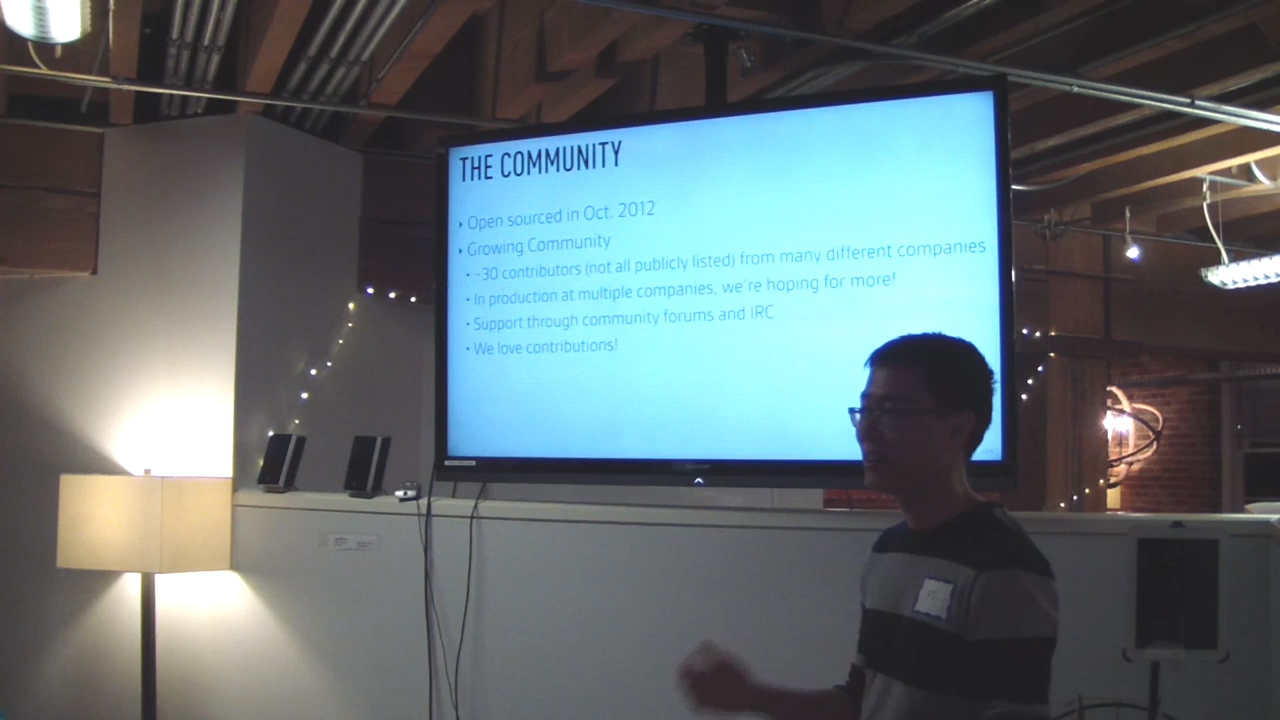 THE COMMUNITY
Open sourced in Oct. 2012
Growing Community
~30 contributors (not all publicly listed) from many different companies
In production at multiple companies, we're hoping for more!
Support through community forums and IRC
We love contributions!